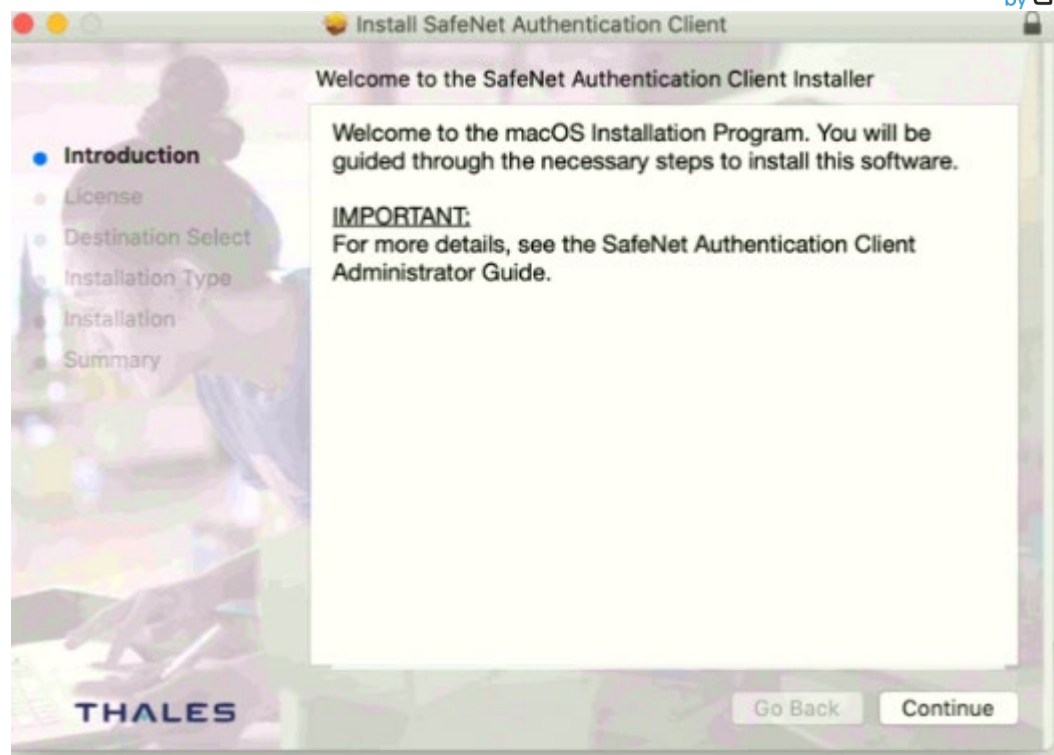 by
Install SafeNet Authentication Client
Welcome to the SafeNet Authentication Client Installer
Introduction
License
Destination Select
Installation Type
Installation
Summary
Welcome to the macOS Installation Program. You will be
guided through the necessary steps to install this software.
IMPORTANT:
For more details, see the SafeNet Authentication Client
Administrator Guide.
THALES
Go Back
Continue